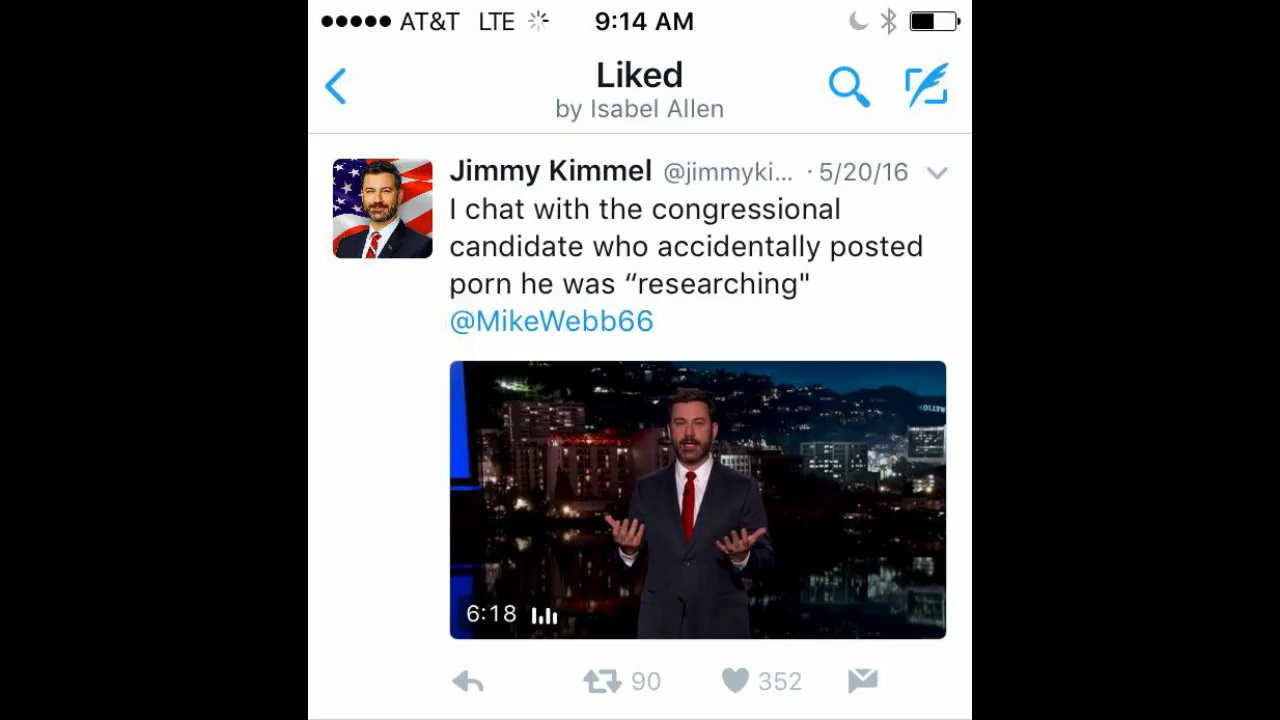 AT&T LTE 9:14 AM
Liked
by Isabel Allen
Jimmy Kimmel @jimmyki... · 5/20/16
I chat with the congressional
candidate who accidentally posted
porn he was “researching"
@MikeWebb66
HOLLYW
6:18
90 352